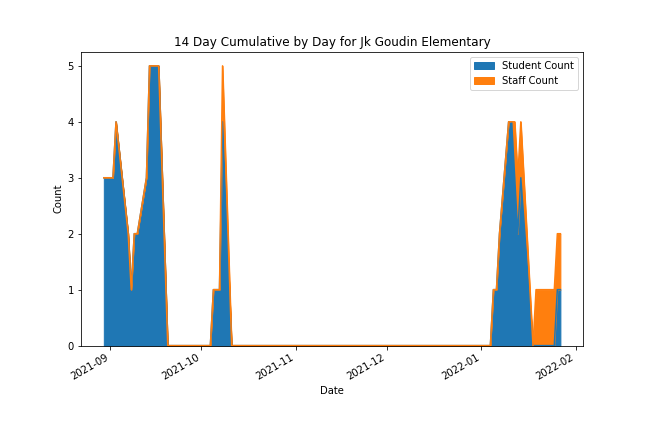 14 Day Cumulative by Day for Jk Goudin Elementary
Student Count
Staff Count
5
4
3
2
1
0
Count
2021-09
2021-10
2021-11
2021-12
2022-01
2022-02
Date